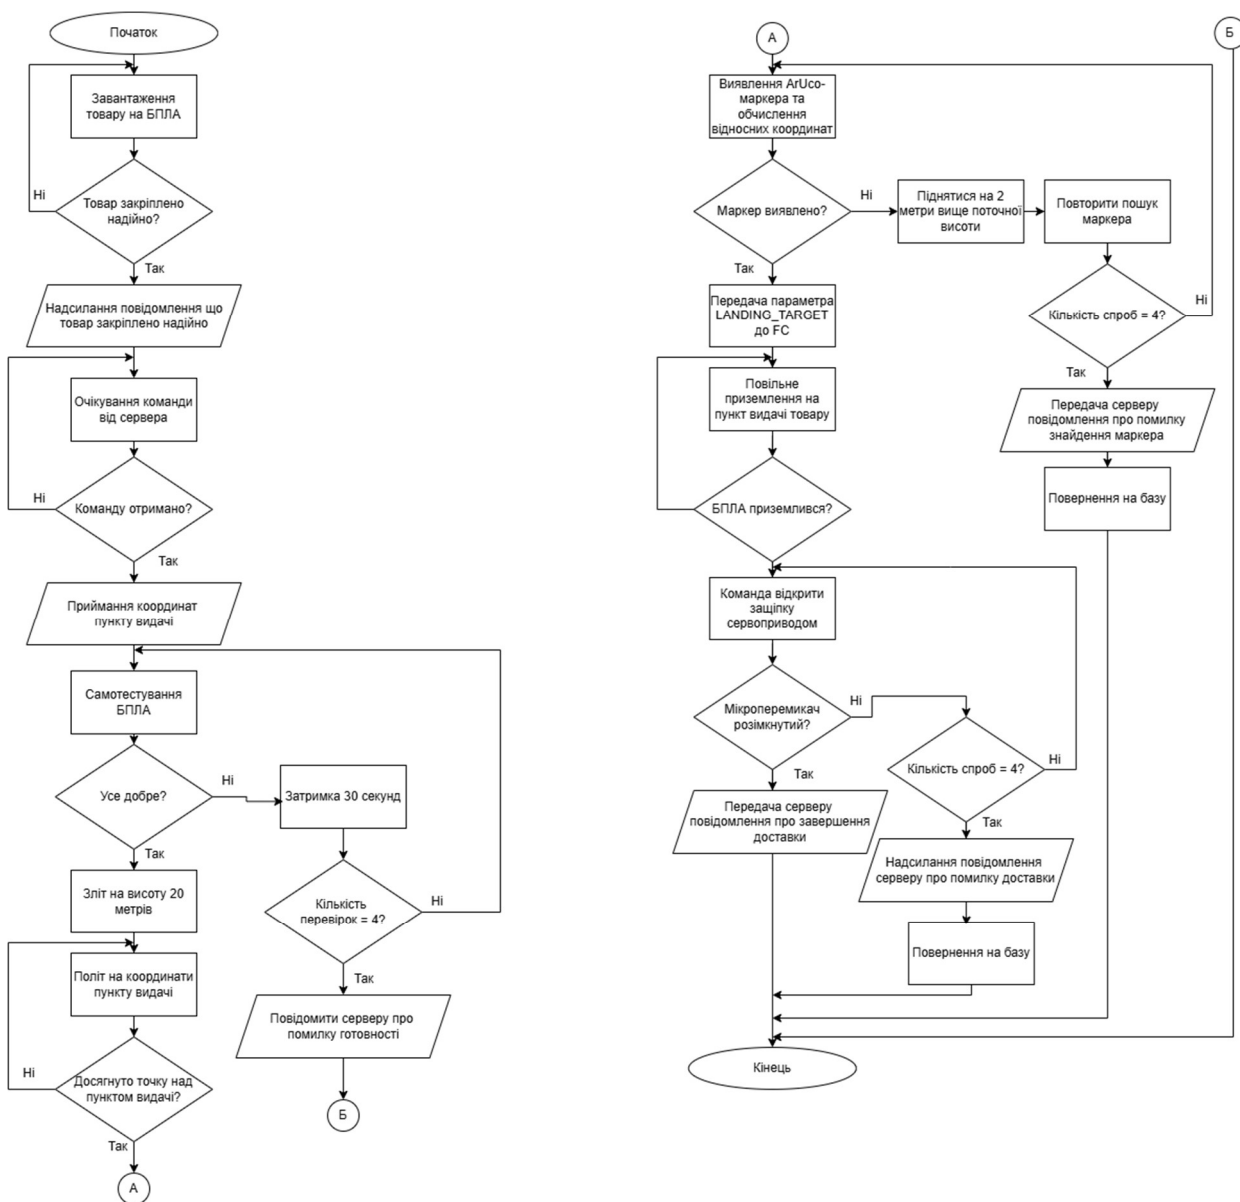 Початок
Завантаження
товару на БПЛА
Товар закріплено
надійно?
Ні
Так
Надсилання повідомлення що
товар закріплено надійно
Очікування команди
від сервера
Команду отримано?
Ні
Так
Приймання координат
пункту видачі
Самотестування
БПЛА
Усе добре?
Ні
Так
Затримка 30 секунд
Кількість
перевірок = 4?
Ні
Так
Повідомити серверу про
помилку готовності
Б
Зліт на висоту 20
метрів
Політ на координати
пункту видачі
Досягнуто точку над
пунктом видачі?
Ні
Так
А
А
Б
Виявлення ArUco-
маркера та
обчислення
відносних координат
Маркер виявлено?
Ні
Так
Піднятися на 2
метри вище поточної
висоти
Повторити пошук
маркера
Кількість спроб = 4?
Ні
Так
Передача серверу
повідомлення про помилку
знайдення маркера
Повернення на базу
Передача параметра
LANDING_TARGET
до FC
Повільне
приземлення на
пункт видачі товару
БПЛА приземлився?
Команда відкрити
защіпку
сервоприводом
Мікроперемикач
розімкнутий?
Ні
Так
Кількість спроб = 4?
Ні
Так
Передача серверу
повідомлення про завершення
доставки
Надсилання повідомлення
серверу про помилку доставки
Повернення на базу
Кінець